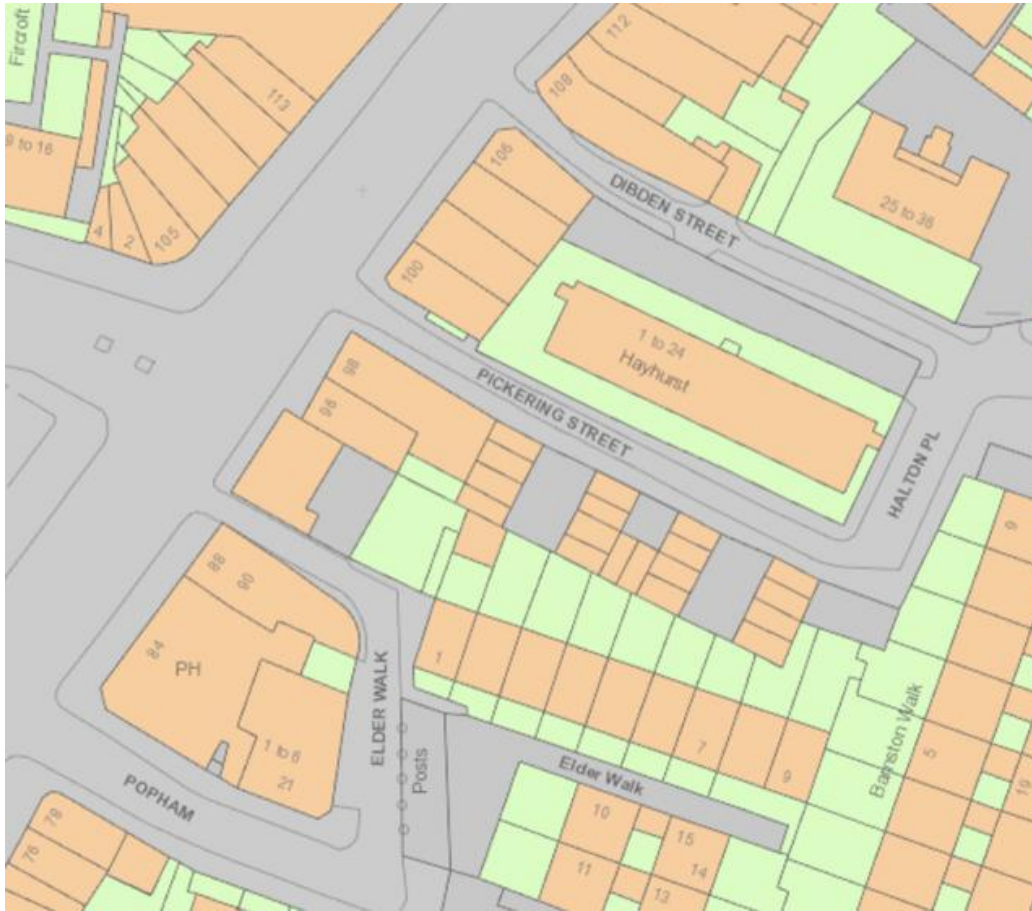 Fircroft
112
113
108
9 to 16
106
DIBDEN STREET
25 to 36
4
2
105
100
1 to 24
Hayhurst
98
PICKERING STREET
96
HALTON PL
9
88
90
84
PH
1
ELDER WALK
Barnston Walk
7
5
1 to 6
21
Posts
Elder Walk
9
POPHAM
10
15
78
14
76
11
13